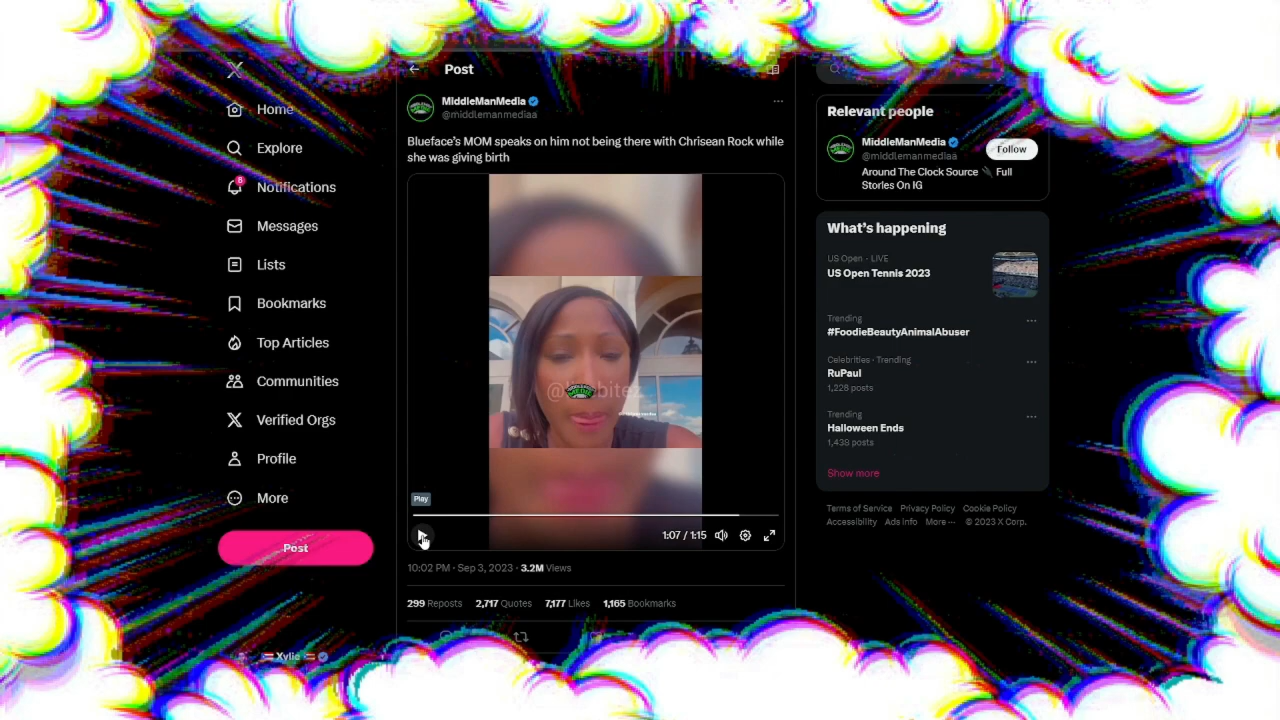 Home
Explore
8
Notifications
Messages
Lists
Bookmarks
Top Articles
Communities
Verified Orgs
Profile
More
Post
Xylie
Post
MiddleManMedia
@middlemanmediaa
Blueface's MOM speaks on him not being there with Chrisean Rock while
she was giving birth
Play
1:07 / 1:15
10:02 PM · Sep 3, 2023 · 3.2M Views
299 Reposts 2,717 Quotes 7,177 Likes 1,165 Bookmarks
Relevant people
MiddleManMedia
@middlemanmediaa
Follow
Around The Clock Source 🔌 Full
Stories On IG
What's happening
US Open · LIVE
US Open Tennis 2023
Trending
#FoodieBeautyAnimalAbuser
Celebrities · Trending
RuPaul
1,228 posts
Trending
Halloween Ends
1,438 posts
Show more
Terms of Service Privacy Policy Cookie Policy
Accessibility Ads Info More ··· © 2023 X Corp.